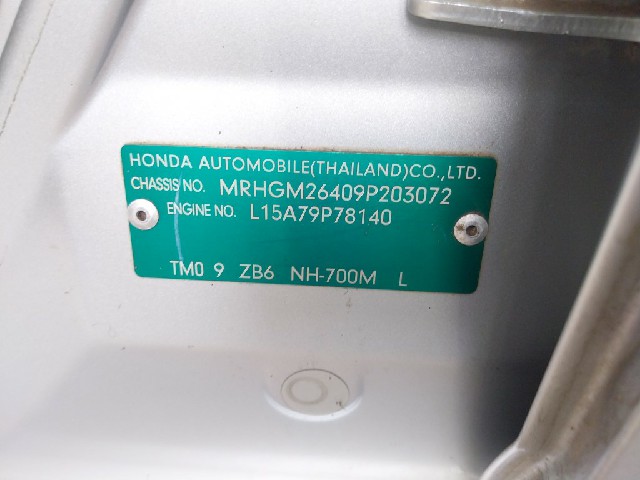 HONDA AUTOMOBILE(THAILAND)CO.,LTD.
CHASSIS NO. MRHGM26409P203072
ENGINE NO. L15A79P78140
TM0 9 ZB6 NH-700M L